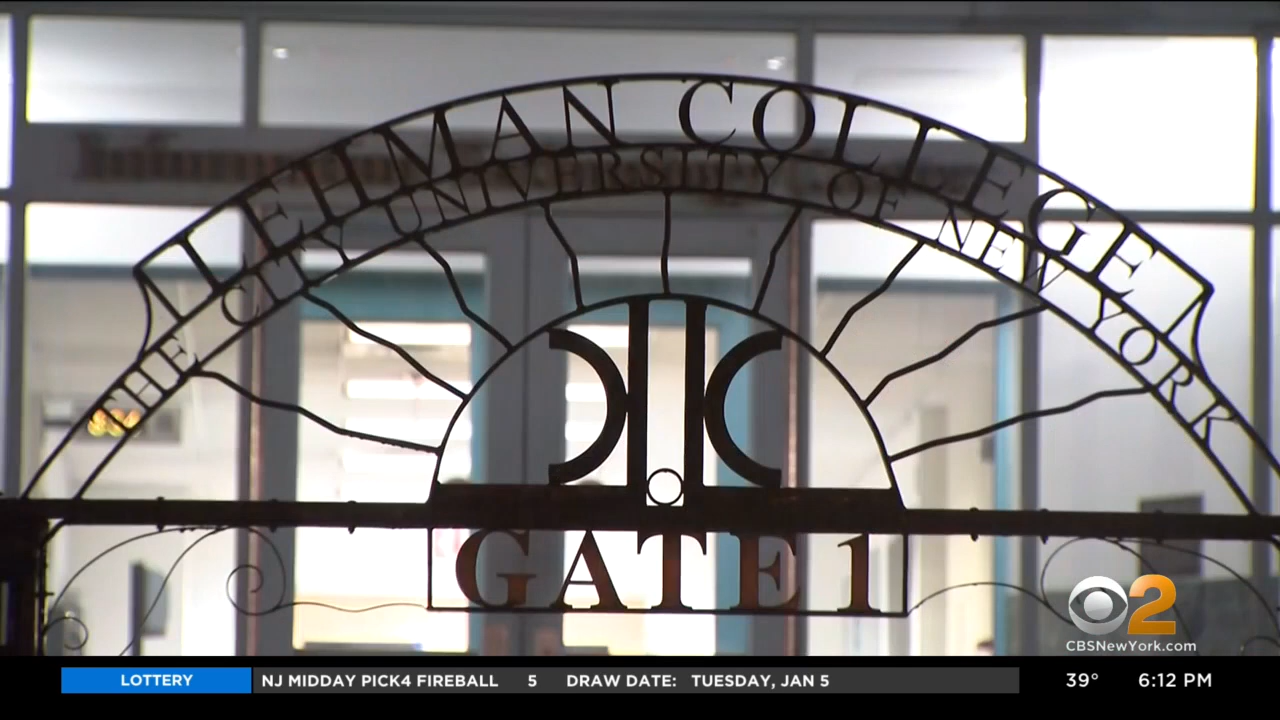 LEHMAN COLLEGE
THE CITY UNIVERSITY OF NEW YORK
GATE 1
2
CBSNewYork.com
LOTTERY NJ MIDDAY PICK4 FIREBALL 5 DRAW DATE: TUESDAY, JAN 5 39° 6:12 PM